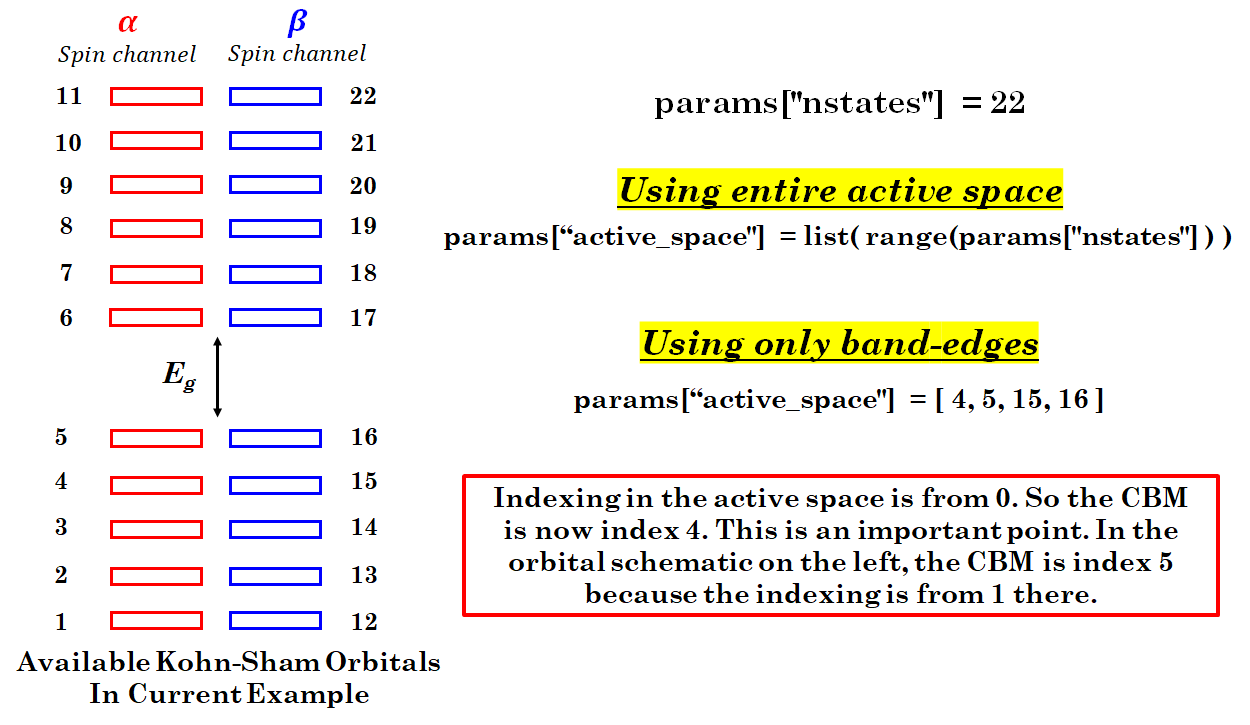 α β
Spin channel Spin channel
11 22
10 21
9 20
8 19
7 18
6 17
E_g
5 16
4 15
3 14
2 13
1 12
Available Kohn-Sham Orbitals
In Current Example
params["nstates"] = 22
Using entire active space
params[“active_space"] = list( range(params["nstates"] ) )
Using only band-edges
params[“active_space"] = [ 4, 5, 15, 16 ]
Indexing in the active space is from 0. So the CBM
is now index 4. This is an important point. In the
orbital schematic on the left, the CBM is index 5
because the indexing is from 1 there.